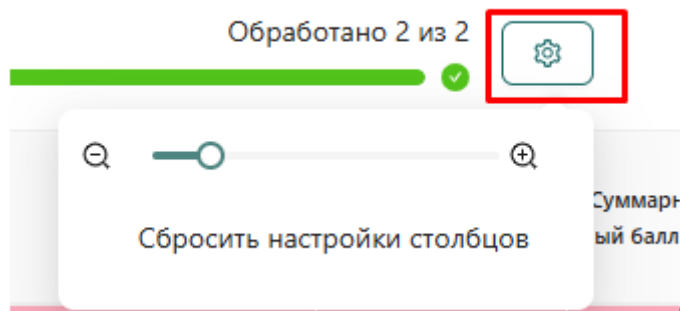 Обработано 2 из 2
Суммарн
ый балл
Сбросить настройки столбцов